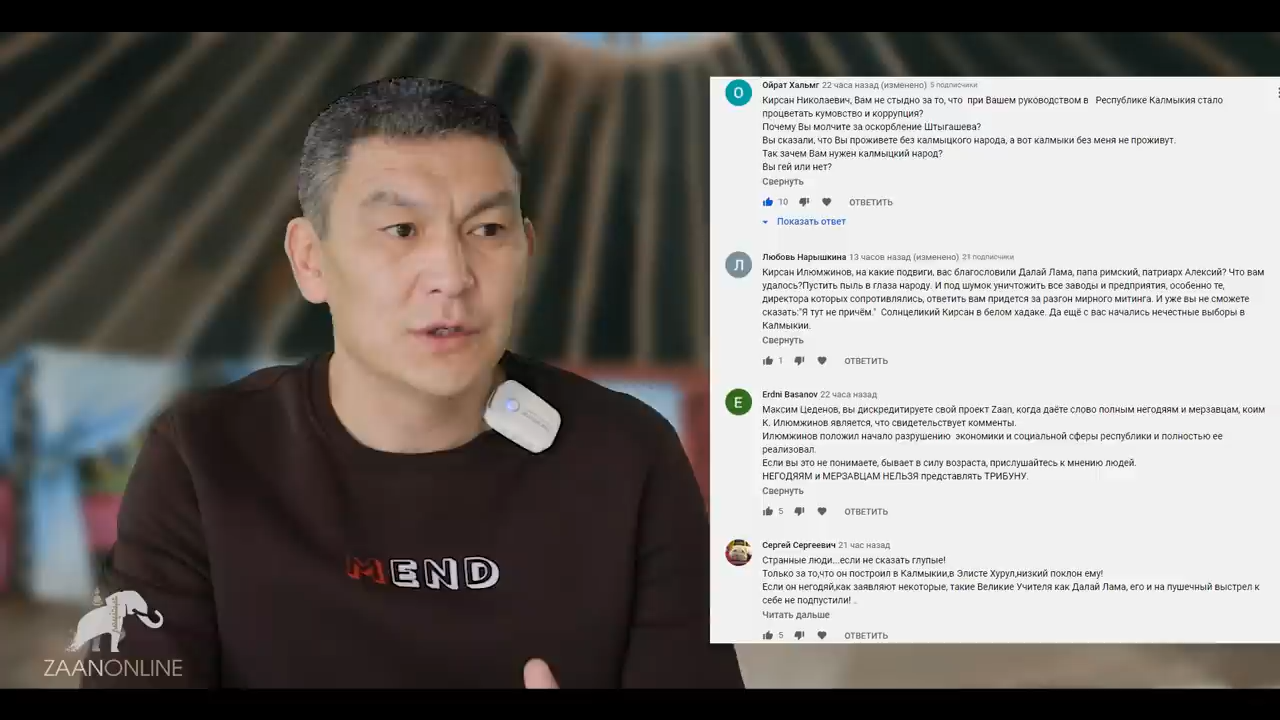 Ойрат Хальмг 22 часа назад (изменено) 5 подписчики
Кирсан Николаевич, Вам не стыдно за то, что при Вашем руководством в Республике Калмыкия стало
процветать кумовство и коррупция?
Почему Вы молчите за оскорбление Штыгашева?
Вы сказали, что Вы проживете без калмыцкого народа, а вот калмыки без меня не проживут.
Так зачем Вам нужен калмыцкий народ?
Вы гей или нет?
Свернуть
10 ОТВЕТИТЬ
Показать ответ
Любовь Нарышкина 13 часов назад (изменено) 21 подписчики
Кирсан Илюмжинов, на какие подвиги, вас благословили Далай Лама, папа римский, патриарх Алексий? Что вам
удалось?Пустить пыль в глаза народу. И под шумок уничтожить все заводы и предприятия, особенно те,
директора которых сопротивлялись, ответить вам придется за разгон мирного митинга. И уже вы не сможете
сказать:"Я тут не причём." Солнцеликий Кирсан в белом хадаке. Да ещё с вас начались нечестные выборы в
Калмыкии.
Свернуть
1 ОТВЕТИТЬ
Erdni Basanov 22 часа назад
Максим Цеденов, вы дискредитируете свой проект Zaan, когда даёте слово полным негодяям и мерзавцам, коим
К. Илюмжинов является, что свидетельствует комменты.
Илюмжинов положил начало разрушению экономики и социальной сферы республики и полностью ее
реализовал.
Если вы это не понимаете, бывает в силу возраста, прислушайтесь к мнению людей.
НЕГОДЯЯМ и МЕРЗАВЦАМ НЕЛЬЗЯ представлять ТРИБУНУ.
Свернуть
5 ОТВЕТИТЬ
Сергей Сергеевич 21 час назад
Странные люди...если не сказать глупые!
Только за то,что он построил в Калмыкии,в Элисте Хурул,низкий поклон ему!
Если он негодяй,как заявляют некоторые, такие Великие Учителя как Далай Лама, его и на пушечный выстрел к
себе не подпустили! ..
Читать дальше
5 ОТВЕТИТЬ
MEND
ZAANONLINE